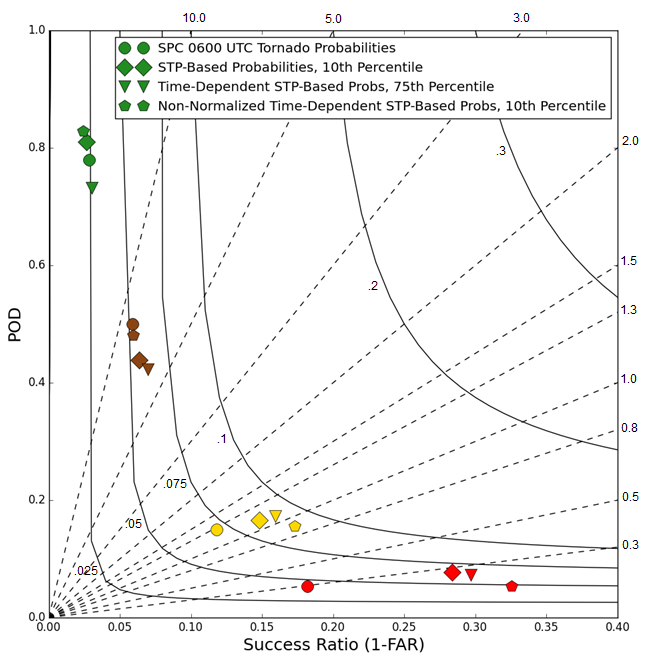 10.0 5.0 3.0
1.0
SPC 0600 UTC Tornado Probabilities
STP-Based Probabilities, 10th Percentile
Time-Dependent STP-Based Probs, 75th Percentile
Non-Normalized Time-Dependent STP-Based Probs, 10th Percentile
2.0
.3
0.8
1.5
0.6
.2
1.3
POD
1.0
0.4
0.8
.1
.075
0.5
0.2
.05
0.3
.025
0.0
0.00 0.05 0.10 0.15 0.20 0.25 0.30 0.35 0.40
Success Ratio (1-FAR)